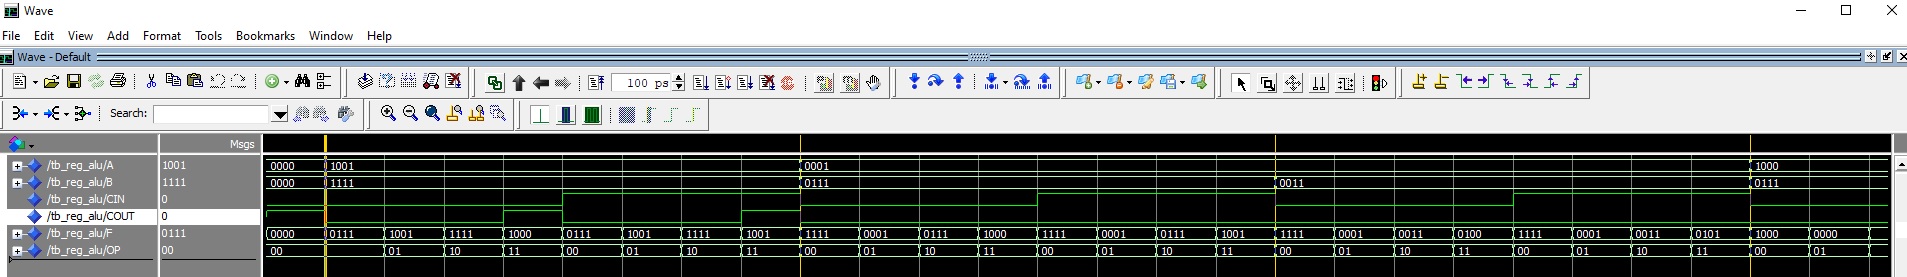 Wave
File Edit View Add Format Tools Bookmarks Window Help
Wave - Default
100 ps
Search:
Msgs
/tb_reg_alu/A 1001 0000 1001 0001 1000
/tb_reg_alu/B 1111 0000 1111 0111 0011 0111
/tb_reg_alu/CIN 0
/tb_reg_alu/COUT 0
/tb_reg_alu/F 0111 0000 0111 1001 1111 1000 0111 1001 1111 1001 1111 0001 0111 1000 1111 0001 0111 1001 1111 0001 0011 0100 1111 0001 0011 0101 1000 0000
/tb_reg_alu/OP 00 00 01 10 11 00 01 10 11 00 01 10 11 00 01 10 11 00 01 10 11 00 01 10 11 00 01